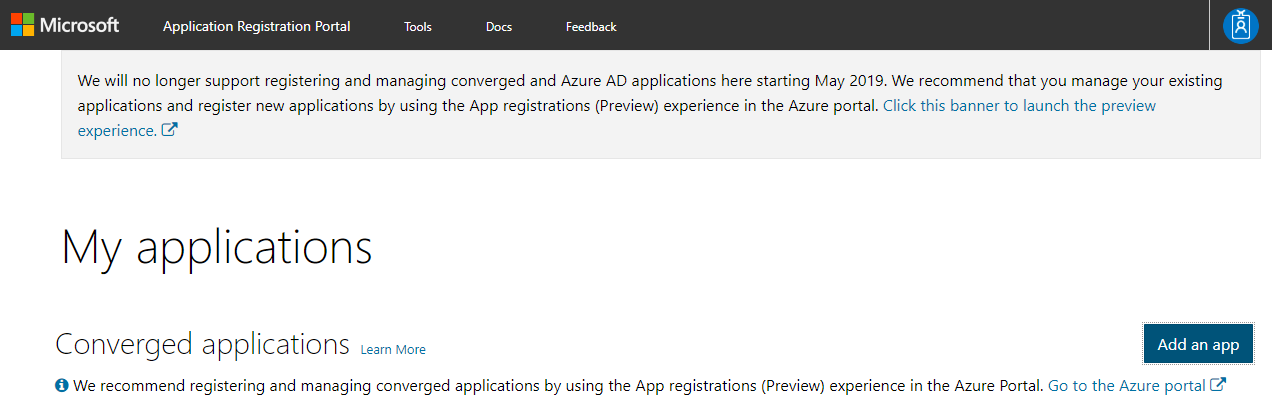 Microsoft Application Registration Portal Tools Docs Feedback
We will no longer support registering and managing converged and Azure AD applications here starting May 2019. We recommend that you manage your existing
applications and register new applications by using the App registrations (Preview) experience in the Azure portal. Click this banner to launch the preview
experience.
My applications
Converged applications Learn More Add an app
We recommend registering and managing converged applications by using the App registrations (Preview) experience in the Azure Portal. Go to the Azure portal